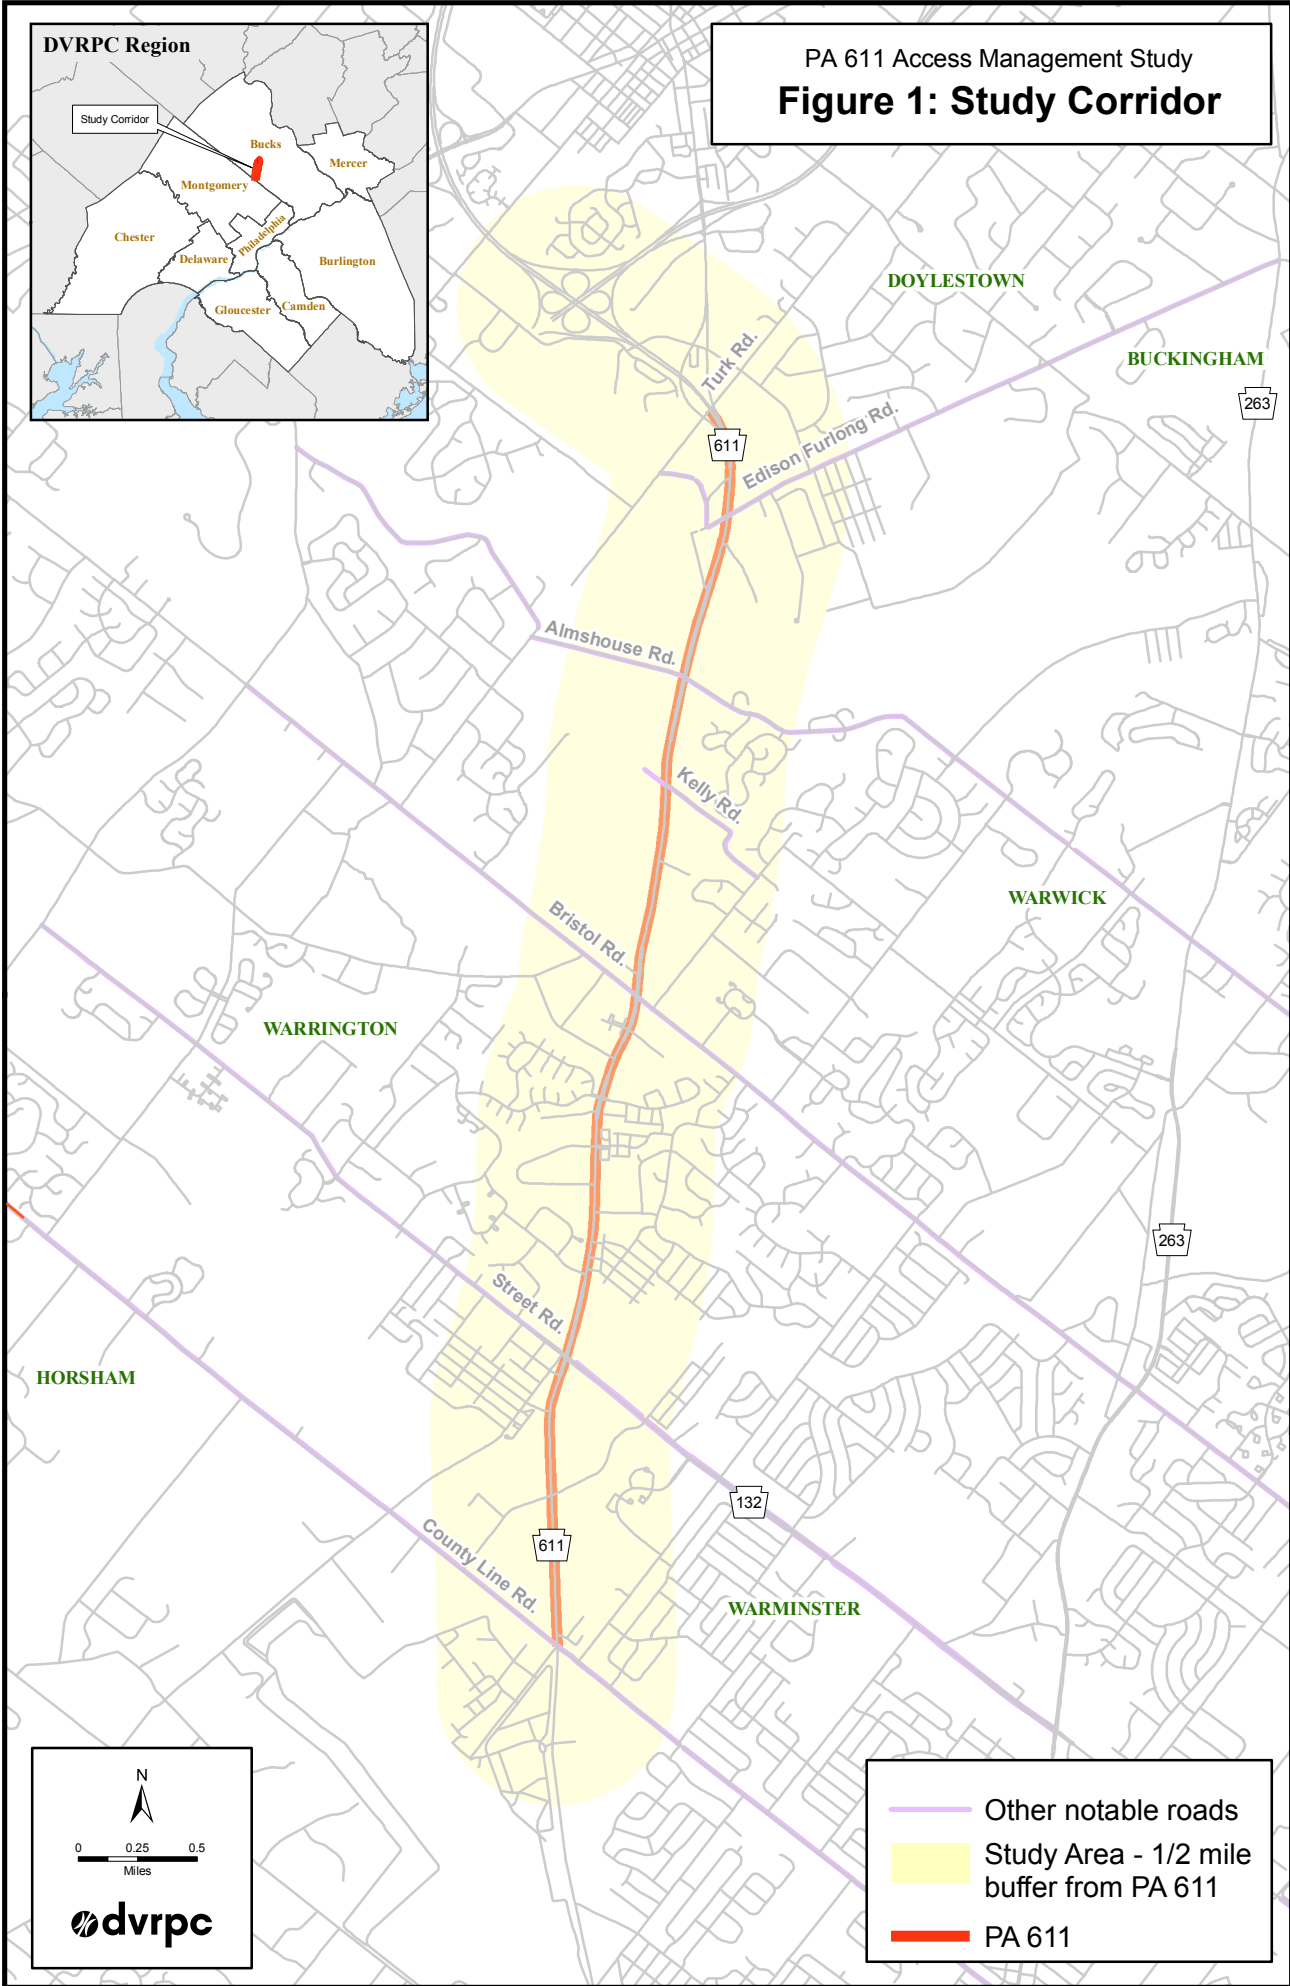 DVRPC Region
Study Corridor
Bucks
Mercer
Montgomery
Chester
Philadelphia
Delaware
Burlington
Gloucester
Camden
PA 611 Access Management Study
Figure 1: Study Corridor
DOYLESTOWN
BUCKINGHAM
263
Turk Rd.
611
Edison Furlong Rd.
Almshouse Rd.
Kelly Rd.
WARWICK
Bristol Rd.
WARRINGTON
263
Street Rd.
HORSHAM
132
611
County Line Rd.
WARMINSTER
N
0 0.25 0.5
Miles
dvrpc
Other notable roads
Study Area - 1/2 mile
buffer from PA 611
PA 611